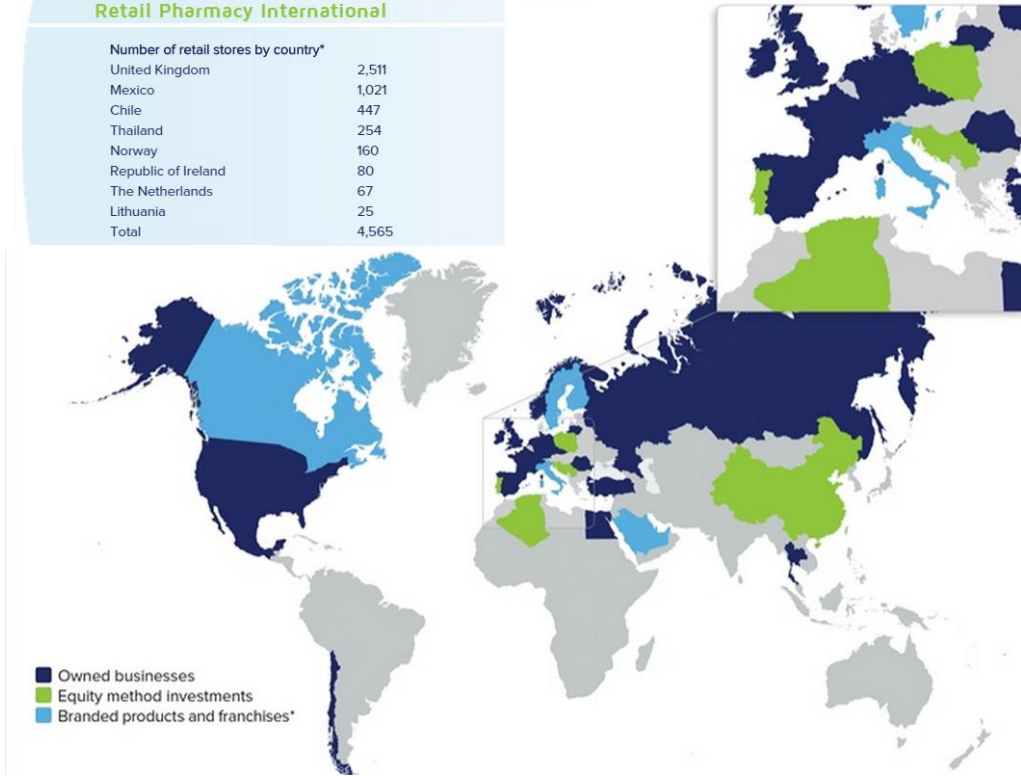 Retail Pharmacy International
Number of retail stores by country*
United Kingdom 2,511
Mexico 1,021
Chile 447
Thailand 254
Norway 160
Republic of Ireland 80
The Netherlands 67
Lithuania 25
Total 4,565
Owned businesses
Equity method investments
Branded products and franchises*